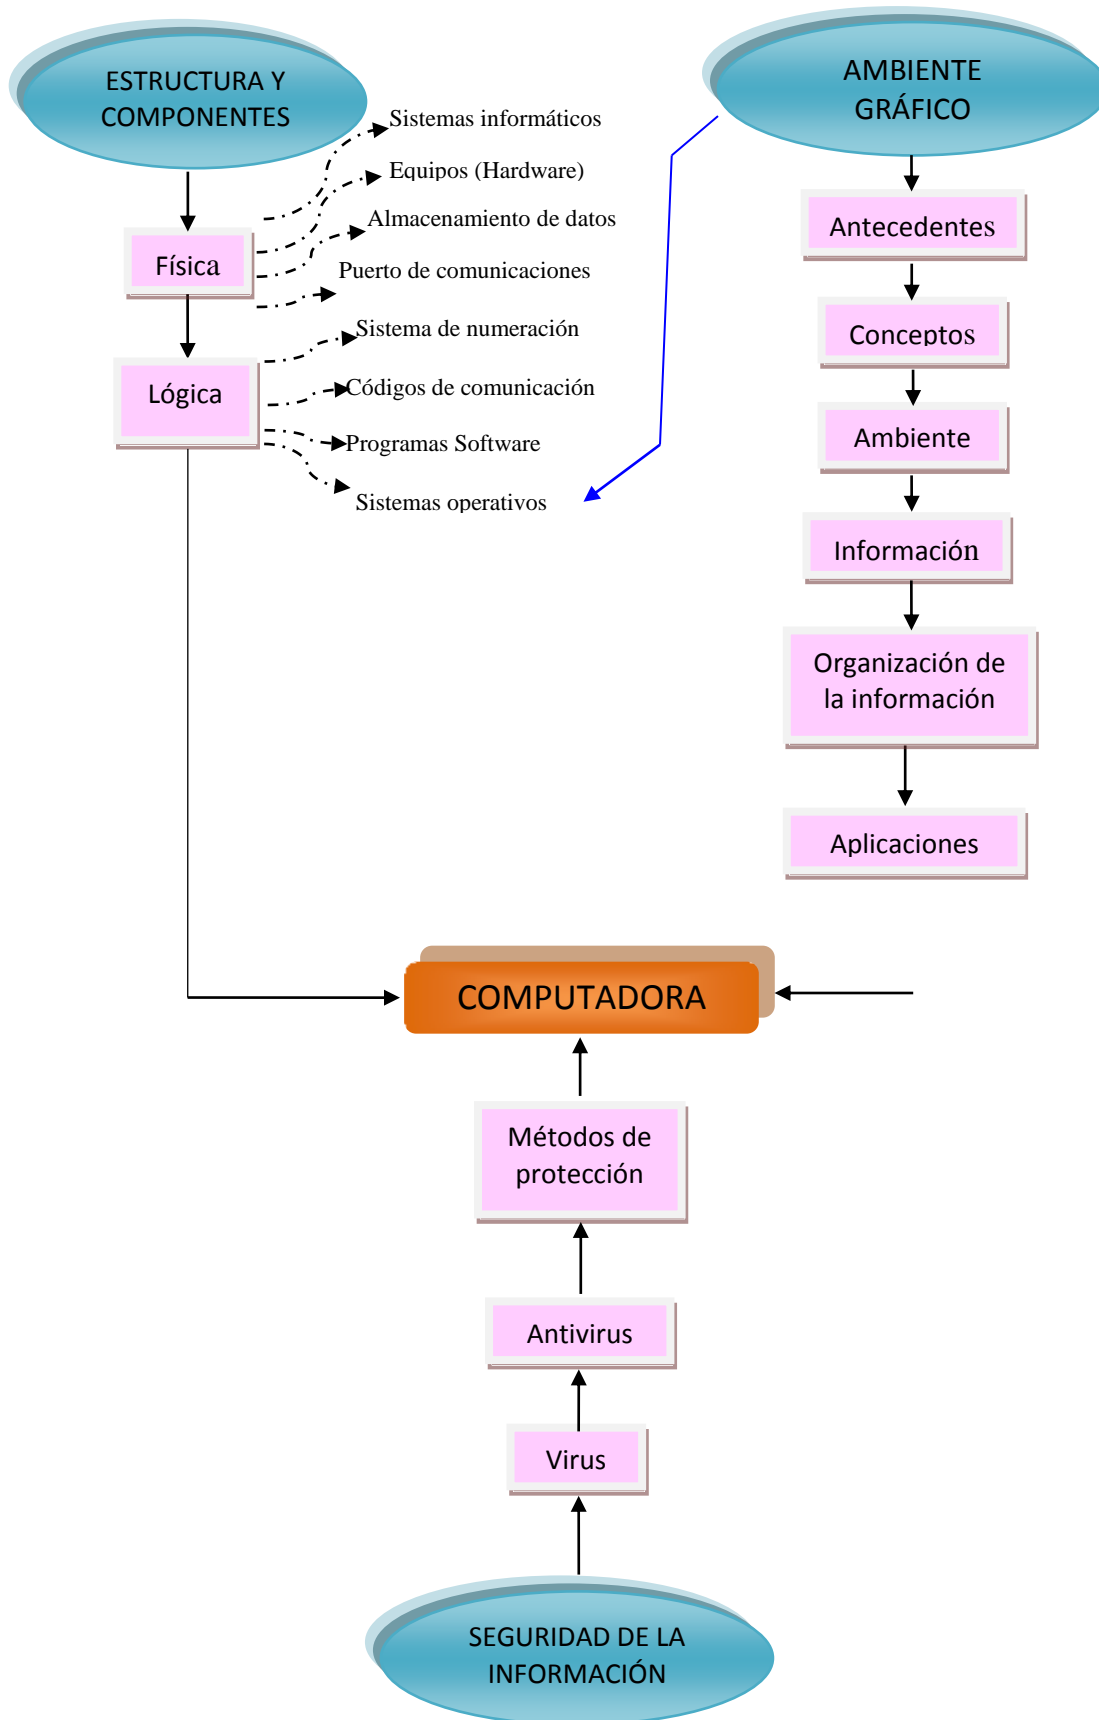 ESTRUCTURA Y
COMPONENTES
Sistemas informáticos
Equipos (Hardware)
Almacenamiento de datos
Puerto de comunicaciones
Sistema de numeración
Códigos de comunicación
Programas Software
Sistemas operativos
Física
Lógica
AMBIENTE
GRÁFICO
Antecedentes
Conceptos
Ambiente
Información
Organización de
la información
Aplicaciones
COMPUTADORA
Métodos de
protección
Antivirus
Virus
SEGURIDAD DE LA
INFORMACIÓN